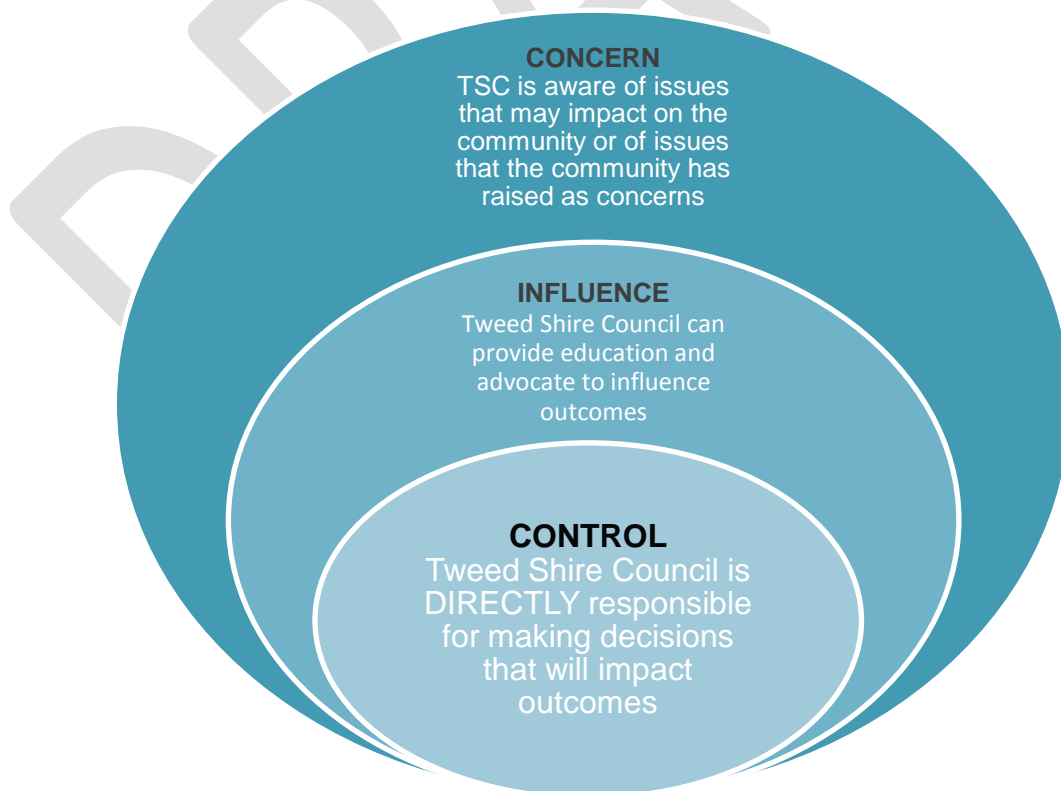 CONCERN
TSC is aware of issues
that may impact on the
community or of issues
that the community has
raised as concerns
INFLUENCE
Tweed Shire Council can
provide education and
advocate to influence
outcomes
CONTROL
Tweed Shire Council is
DIRECTLY responsible
for making decisions
that will impact
outcomes